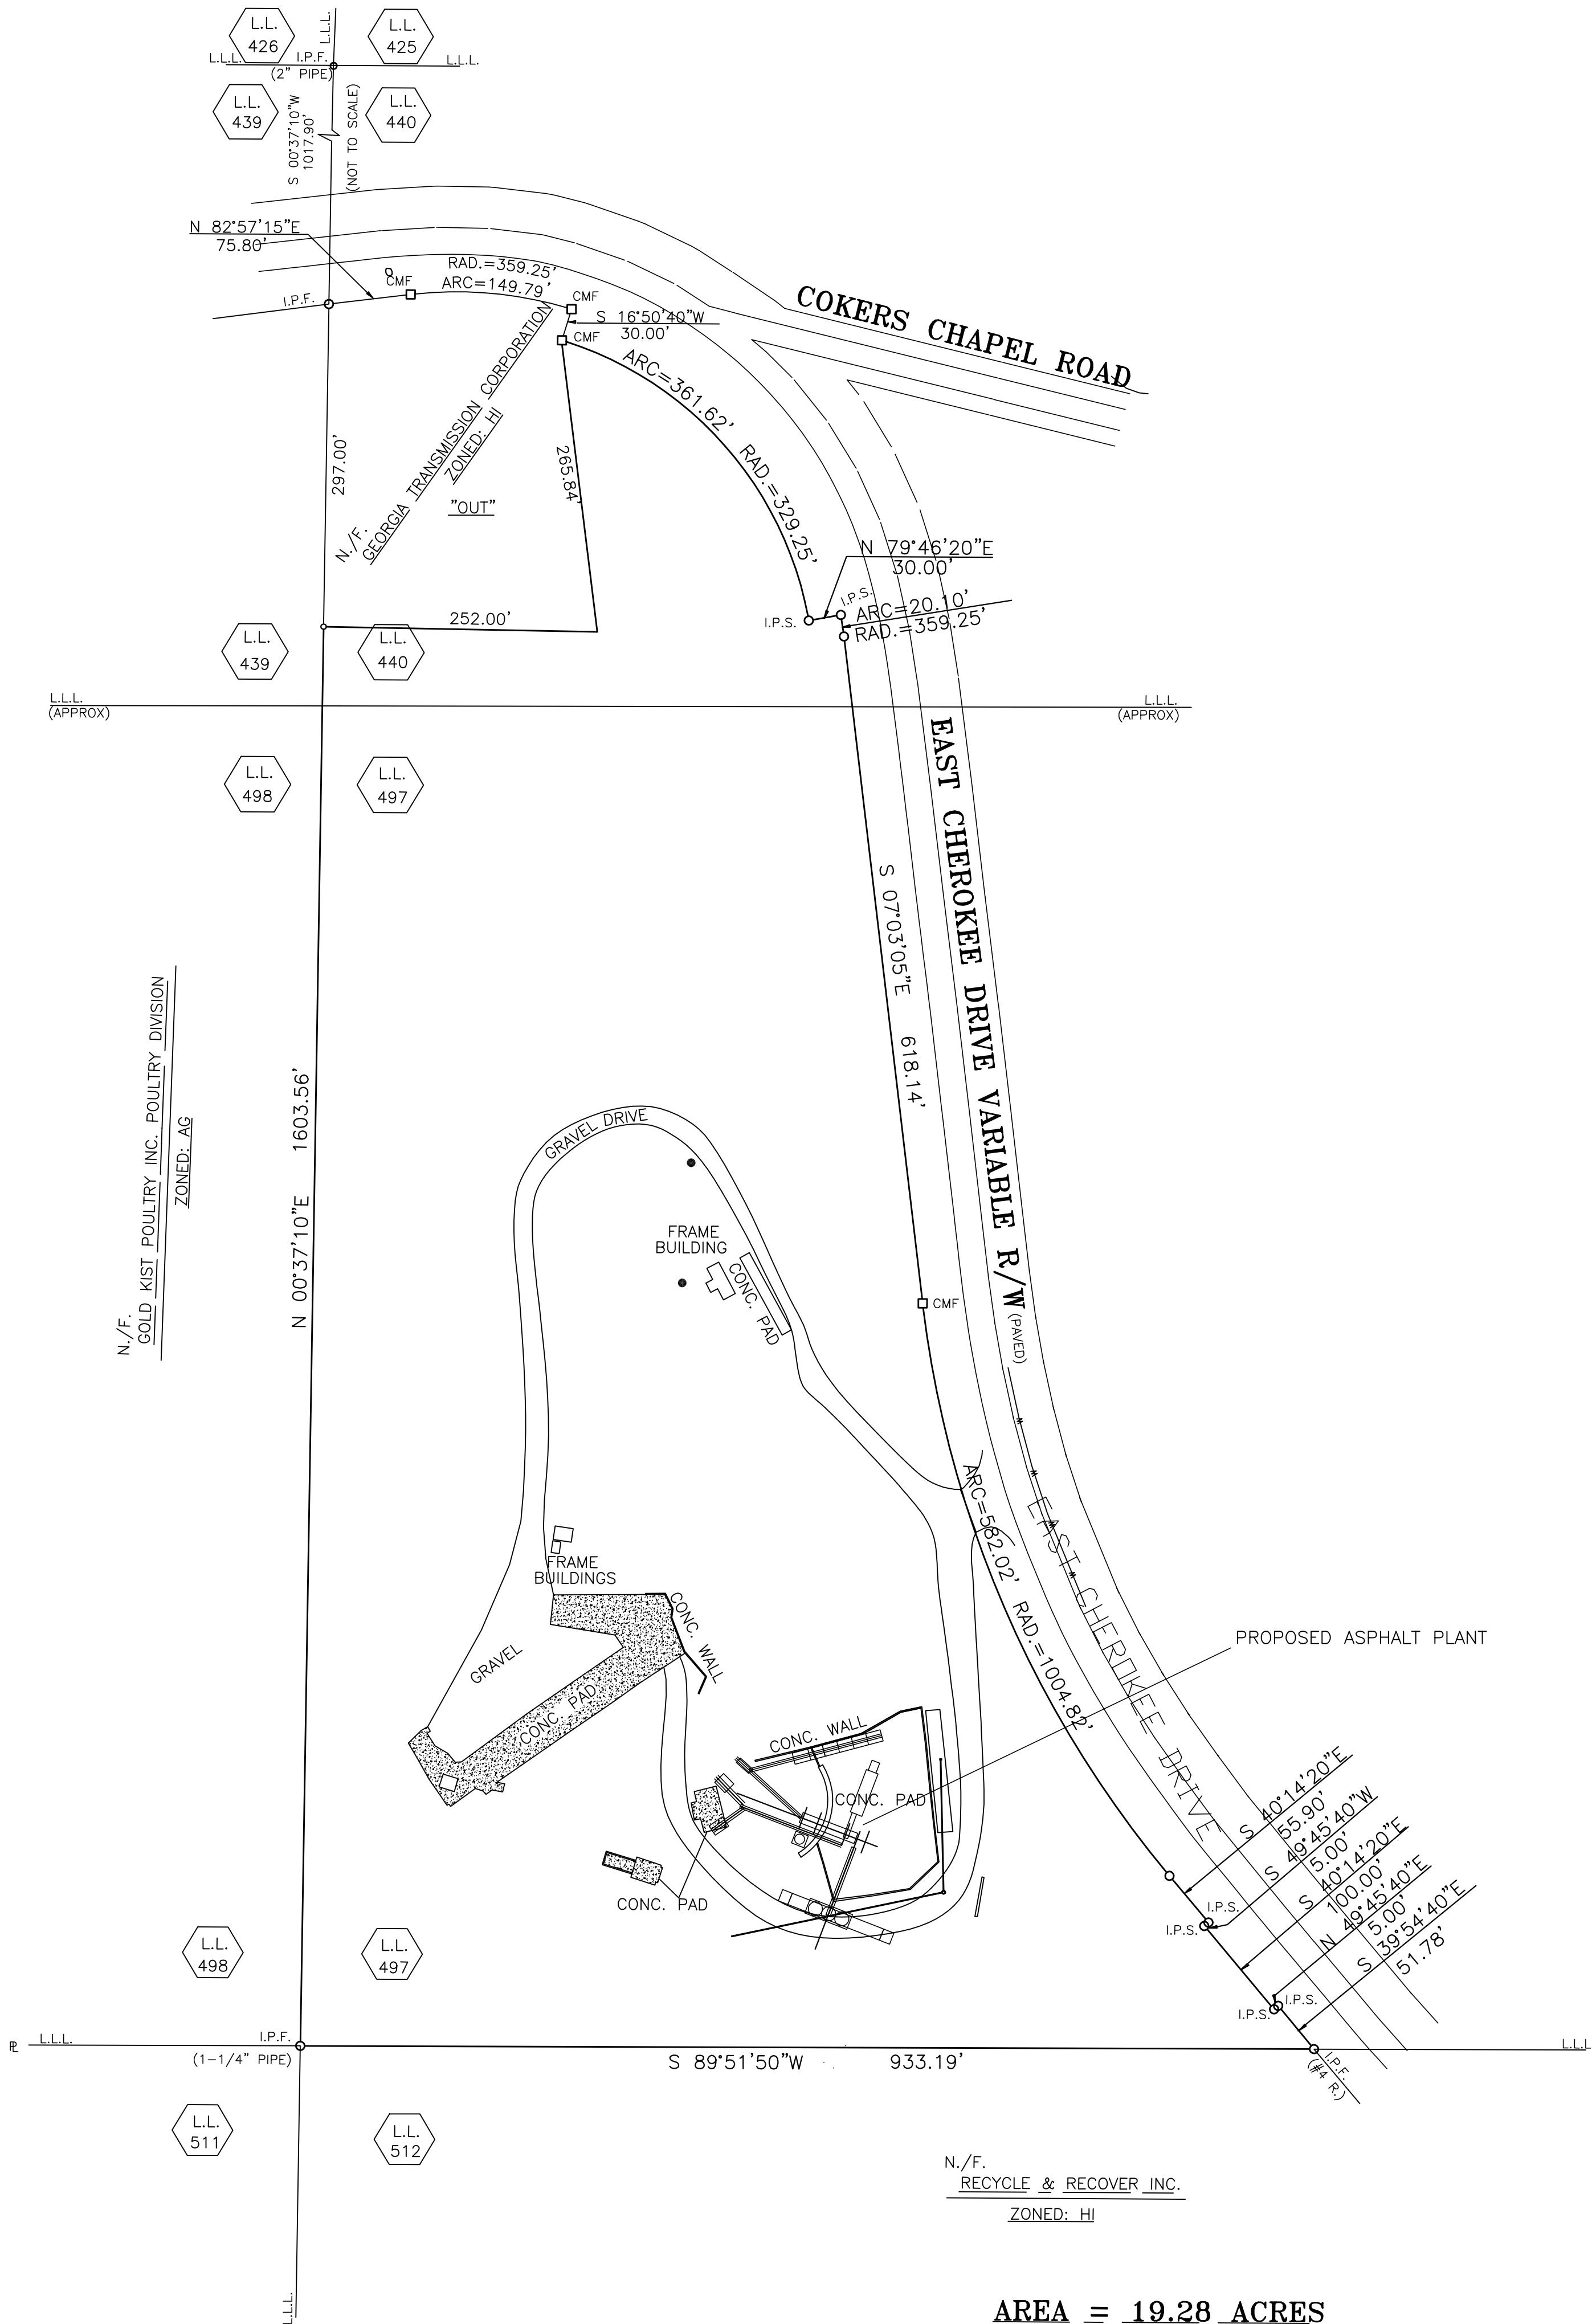 L.L.
426
L.L.L.
L.L.
425
L.L.L.
I.P.F.
L.L.L.
(2" PIPE)
L.L.
439
L.L.
440
S 00°37'10"W
1017.90'
(NOT TO SCALE)
N 82°57'15"E
75.80'
I.P.F.
CMF
RAD.=359.25'
ARC=149.79'
CMF
S 16°50'40"W
30.00'
CMF
COKERS CHAPEL ROAD
ARC=361.62' RAD.=329.25'
N./F.
GEORGIA TRANSMISSION CORPORATION
ZONED: HI
"OUT"
297.00'
265.84'
252.00'
N 79°46'20"E
30.00'
I.P.S.
I.P.S.
ARC=20.10'
RAD.=359.25'
L.L.
439
L.L.
440
L.L.L.
(APPROX)
L.L.L.
(APPROX)
L.L.
498
L.L.
497
EAST CHEROKEE DRIVE VARIABLE R/W
(PAVED)
S 07°03'05"E 618.14'
N./F.
GOLD KIST POULTRY INC. POULTRY DIVISION
ZONED: AG
N 00°37'10"E 1603.56'
GRAVEL DRIVE
FRAME
BUILDING
CONC. PAD
CMF
ARC=582.02' RAD.=1004.82'
EAST CHEROKEE DRIVE
FRAME
BUILDINGS
CONC. WALL
GRAVEL
CONC. PAD
PROPOSED ASPHALT PLANT
CONC. WALL
CONC. PAD
CONC. PAD
S 40°14'20"E
55.90'
S 49°45'40"W
5.00'
S 40°14'20"E
100.00'
N 49°45'40"E
5.00'
S 39°54'40"E
51.78'
I.P.S.
I.P.S.
I.P.S.
I.P.S.
L.L.
498
L.L.
497
L.L.L.
I.P.F.
(1-1/4" PIPE)
S 89°51'50"W 933.19'
I.P.F.
(#4 R.)
L.L.L
L.L.
511
L.L.
512
N./F.
RECYCLE & RECOVER INC.
ZONED: HI
L.L.L.
AREA = 19.28 ACRES